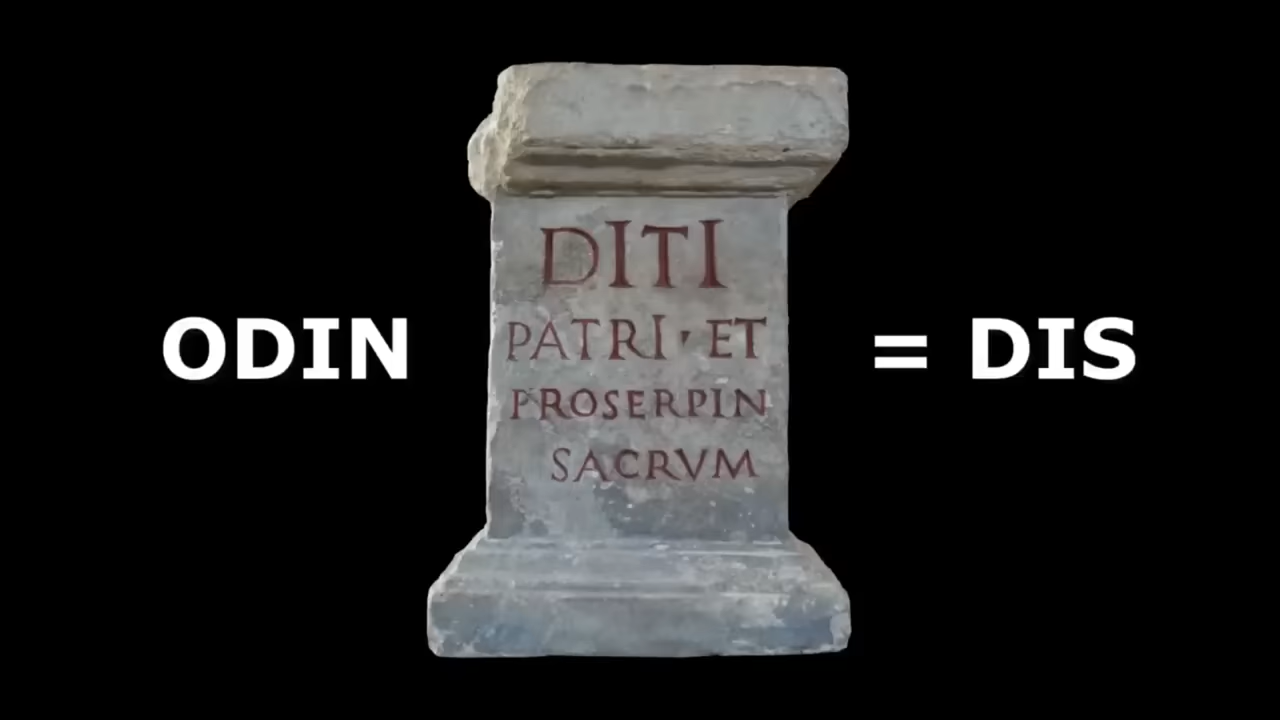 ODIN
DITI
PATRI · ET
PROSERPIN
SACRVM
= DIS